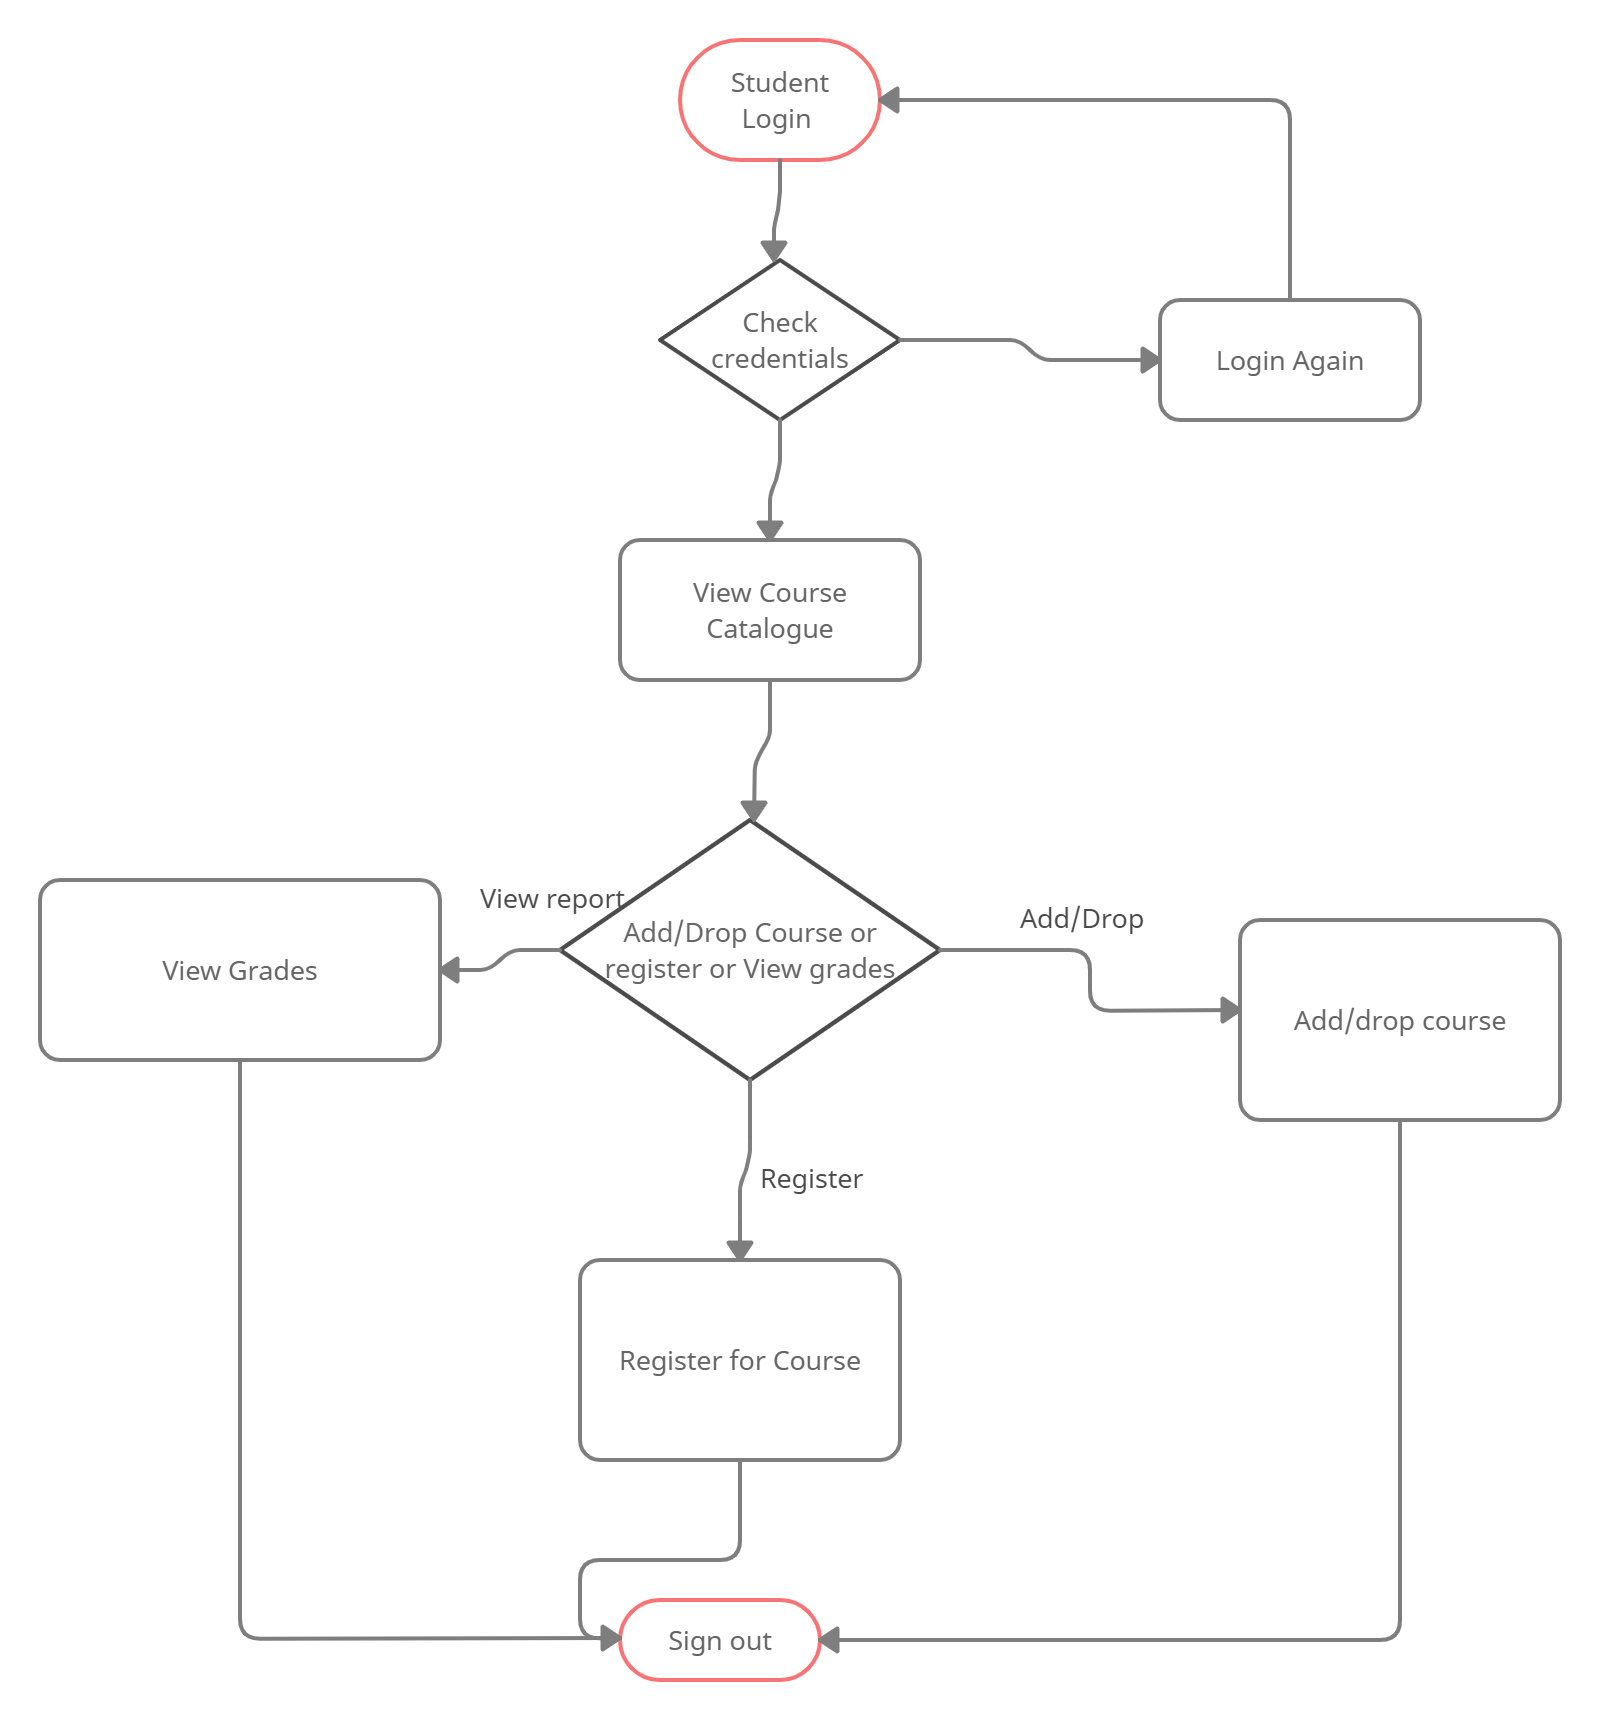 Student
Login
Check
credentials
Login Again
View Course
Catalogue
View report
Add/Drop
Add/Drop Course or
register or View grades
View Grades
Add/drop course
Register
Register for Course
Sign out